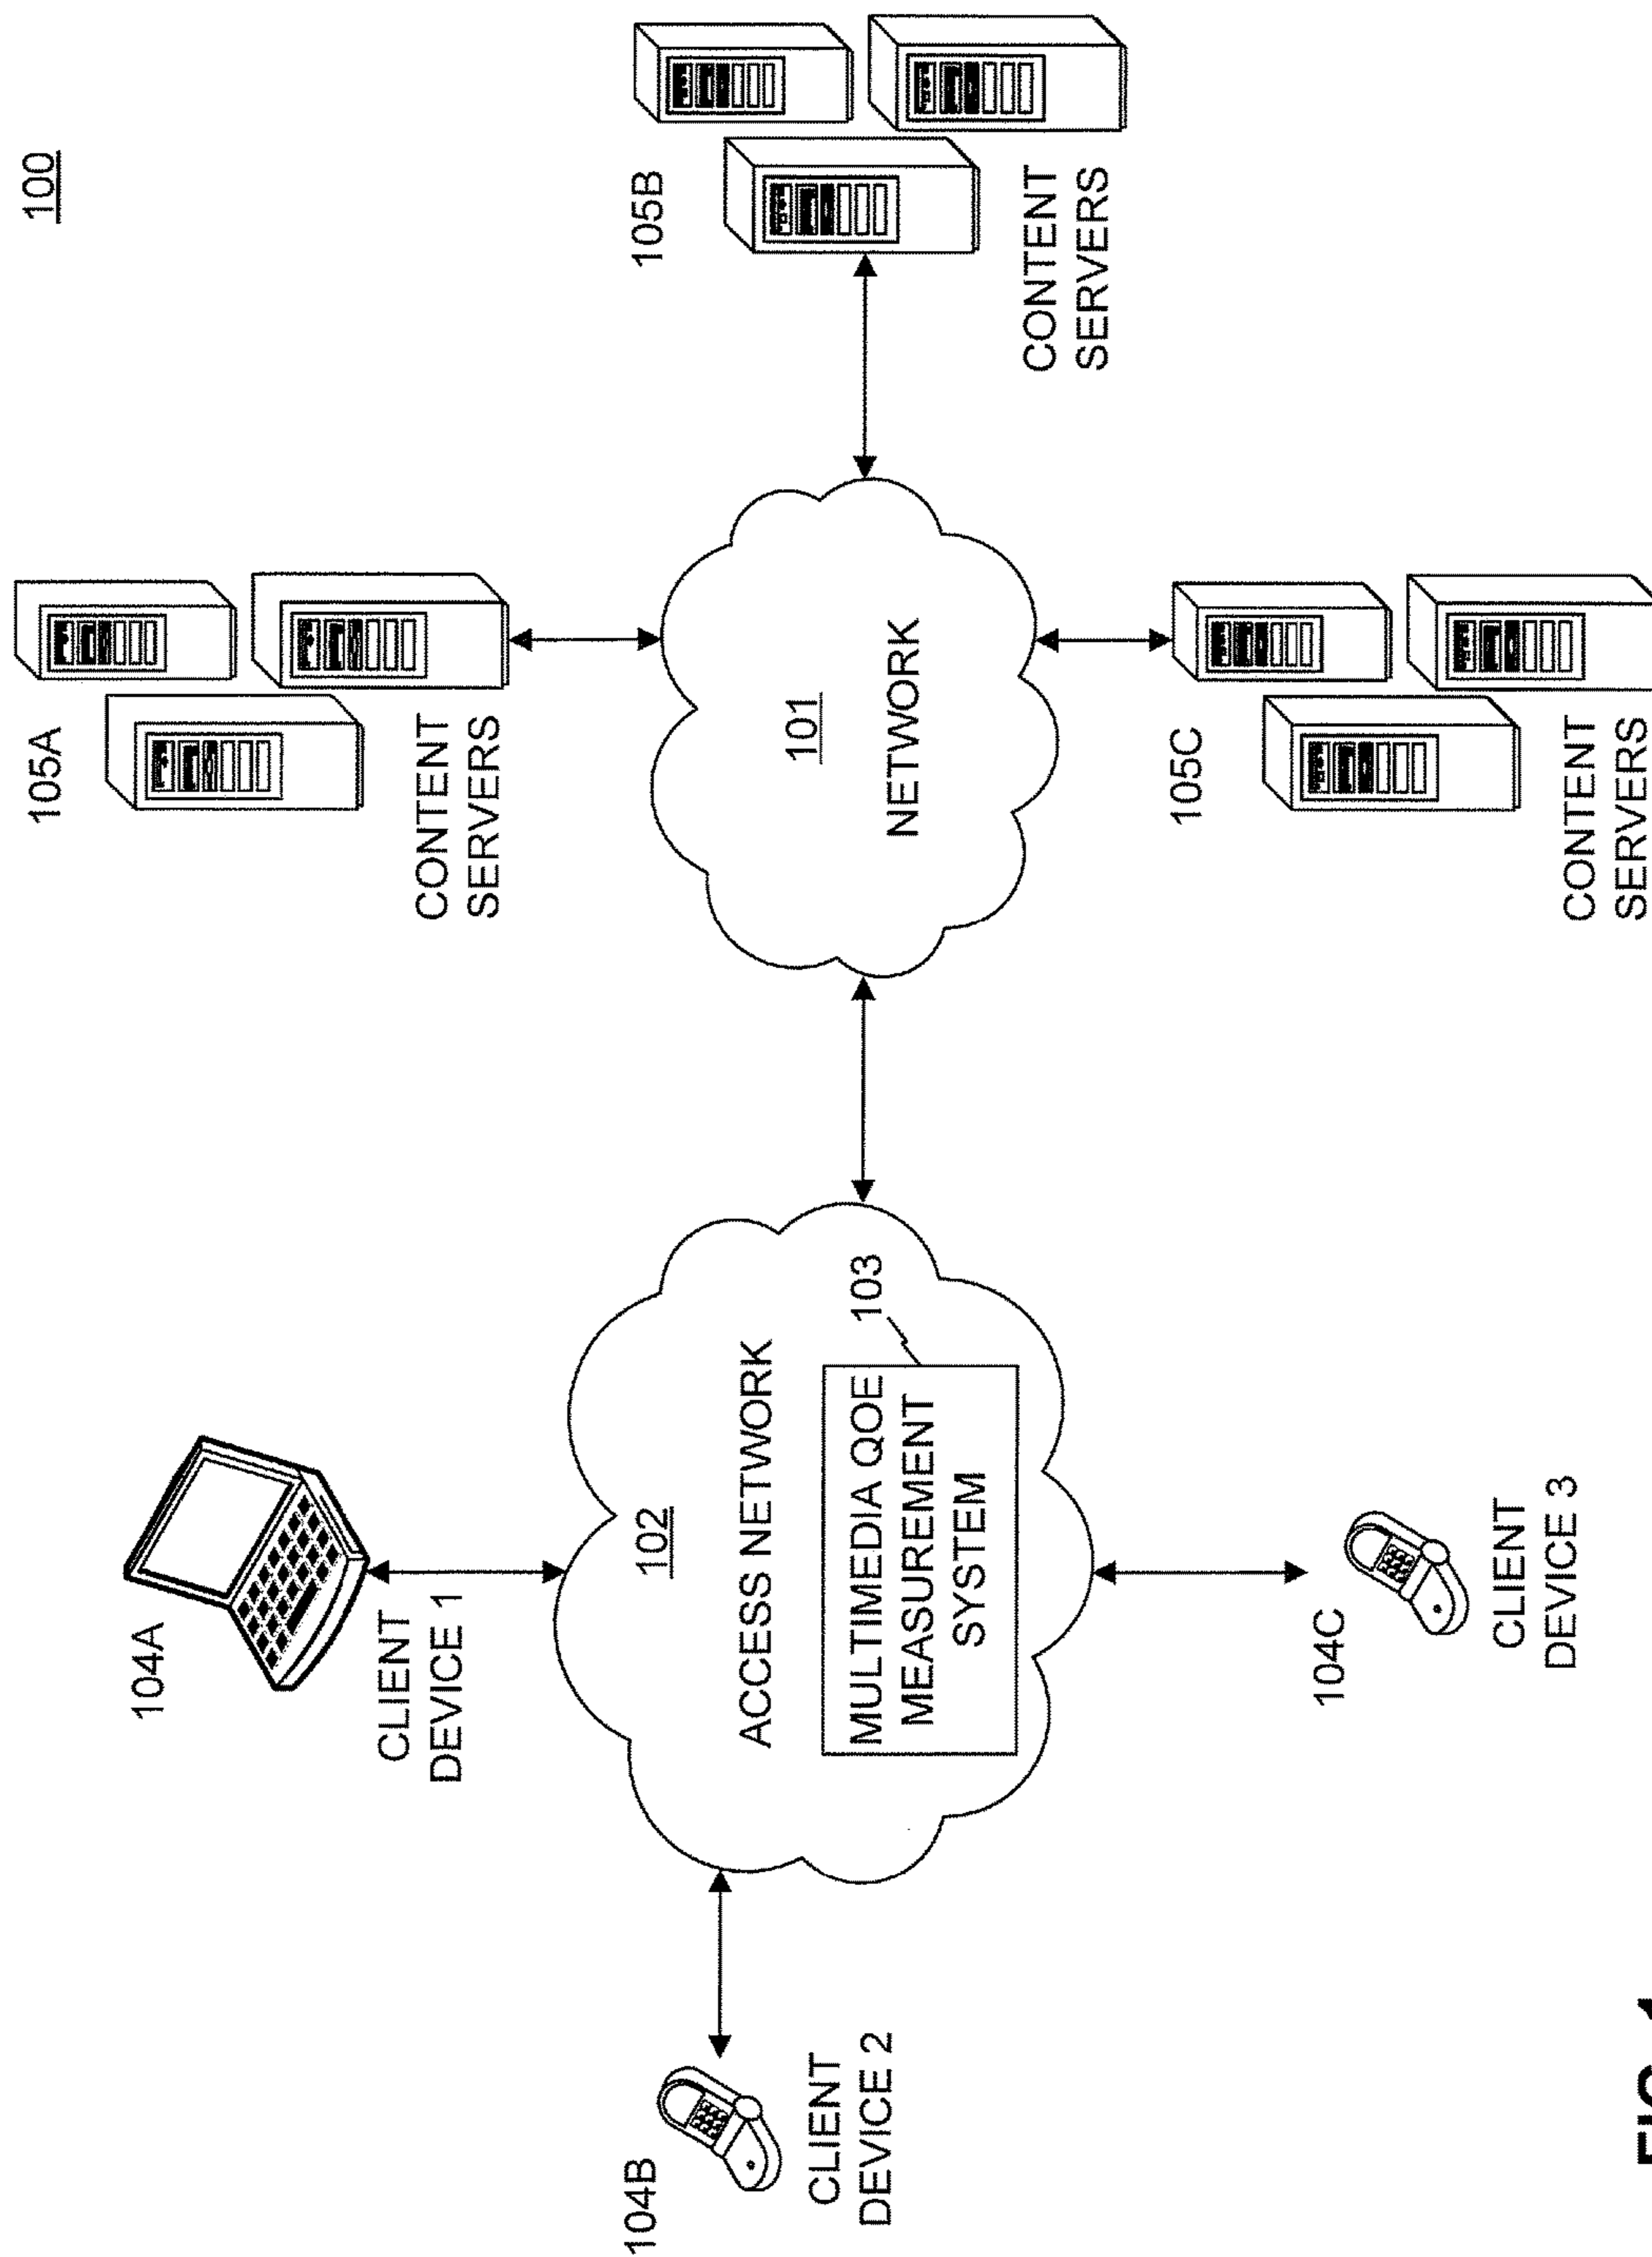 100
105A
CONTENT
SERVERS
105B
CONTENT
SERVERS
104A
CLIENT
DEVICE 1
101
NETWORK
102
ACCESS NETWORK
103
MULTIMEDIA QOE
MEASUREMENT
SYSTEM
104B
CLIENT
DEVICE 2
105C
CONTENT
SERVERS
104C
CLIENT
DEVICE 3